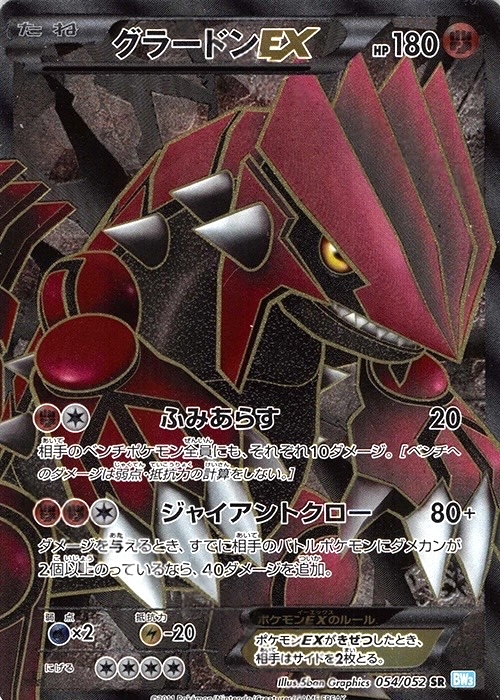 たね グラードンEX HP180
ふみあらす 20
相手のベンチポケモン全員にも、それぞれ10ダメージ。[ベンチへ
のダメージは弱点・抵抗力の計算をしない。]
ジャイアントクロー 80+
ダメージを与えるとき、すでに相手のバトルポケモンにダメカンが
2個以上のっているなら、40ダメージを追加。
弱点 ×2 抵抗力 -20
にげる
ポケモンEXのルール
ポケモンEXがきぜつしたとき、
相手はサイドを2枚とる。
Illus. 5ban Graphics 054/052 SR BW3
©2011 Pokémon/Nintendo/Creatures/GAME FREAK.